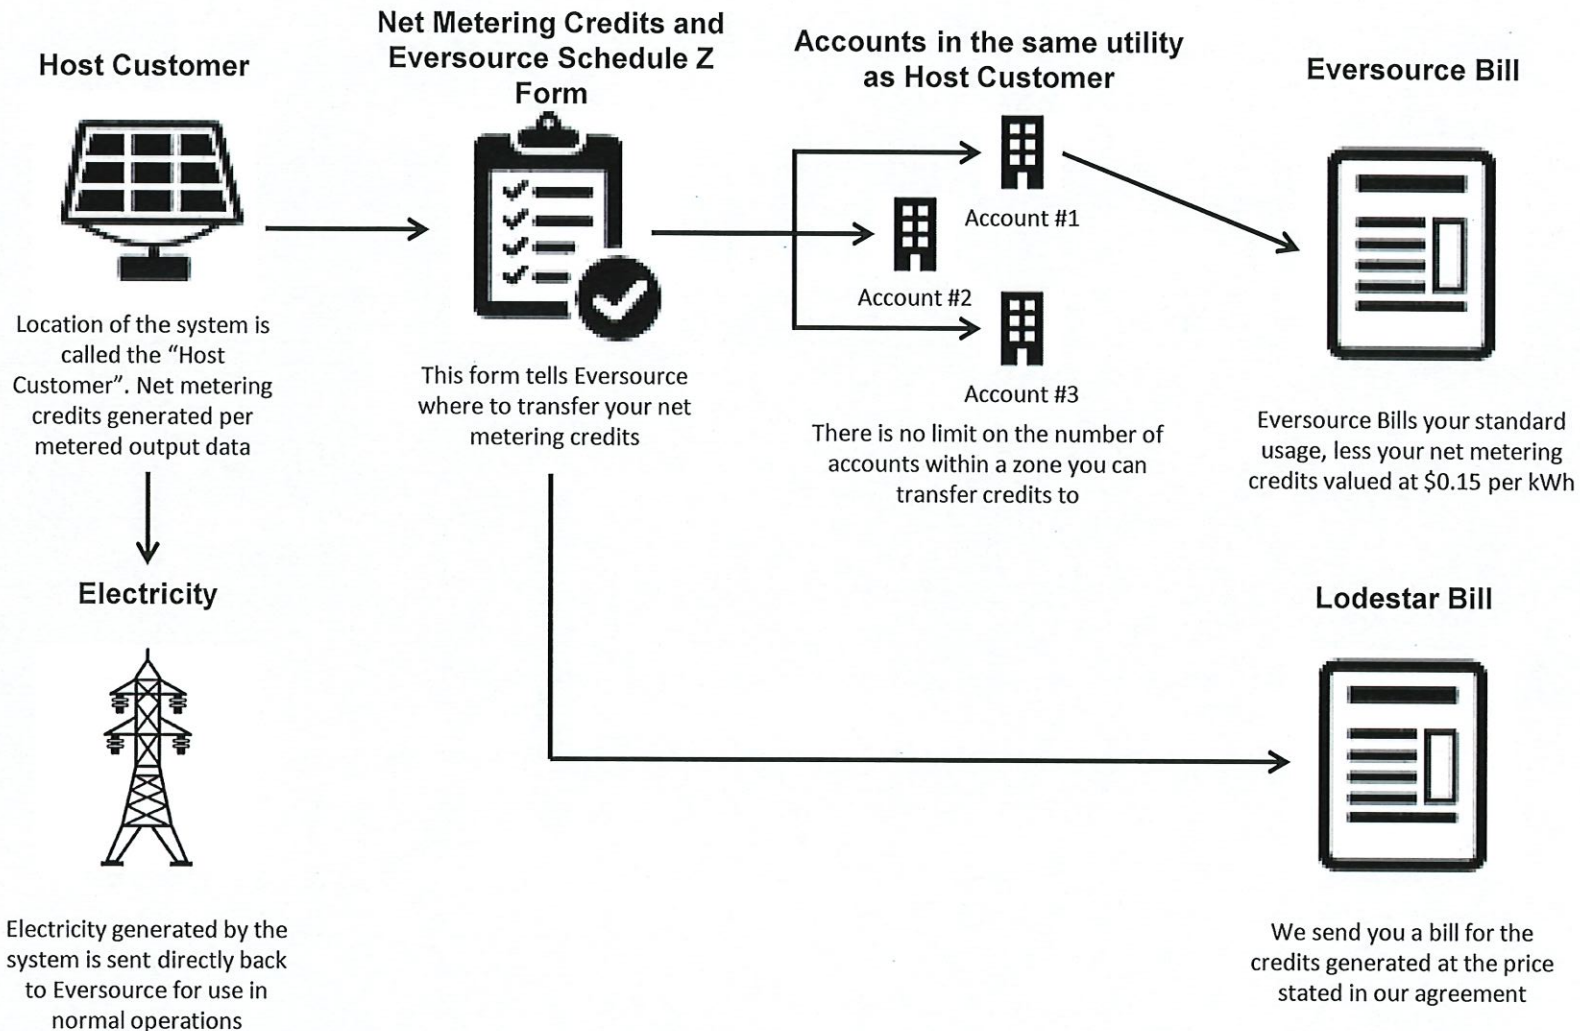 Host Customer
Location of the system is
called the “Host
Customer”. Net metering
credits generated per
metered output data
Electricity
Electricity generated by the
system is sent directly back
to Eversource for use in
normal operations
Net Metering Credits and
Eversource Schedule Z
Form
This form tells Eversource
where to transfer your net
metering credits
Accounts in the same utility
as Host Customer
Account #1
Account #2
Account #3
There is no limit on the number of
accounts within a zone you can
transfer credits to
Eversource Bill
Eversource Bills your standard
usage, less your net metering
credits valued at $0.15 per kWh
Lodestar Bill
We send you a bill for the
credits generated at the price
stated in our agreement